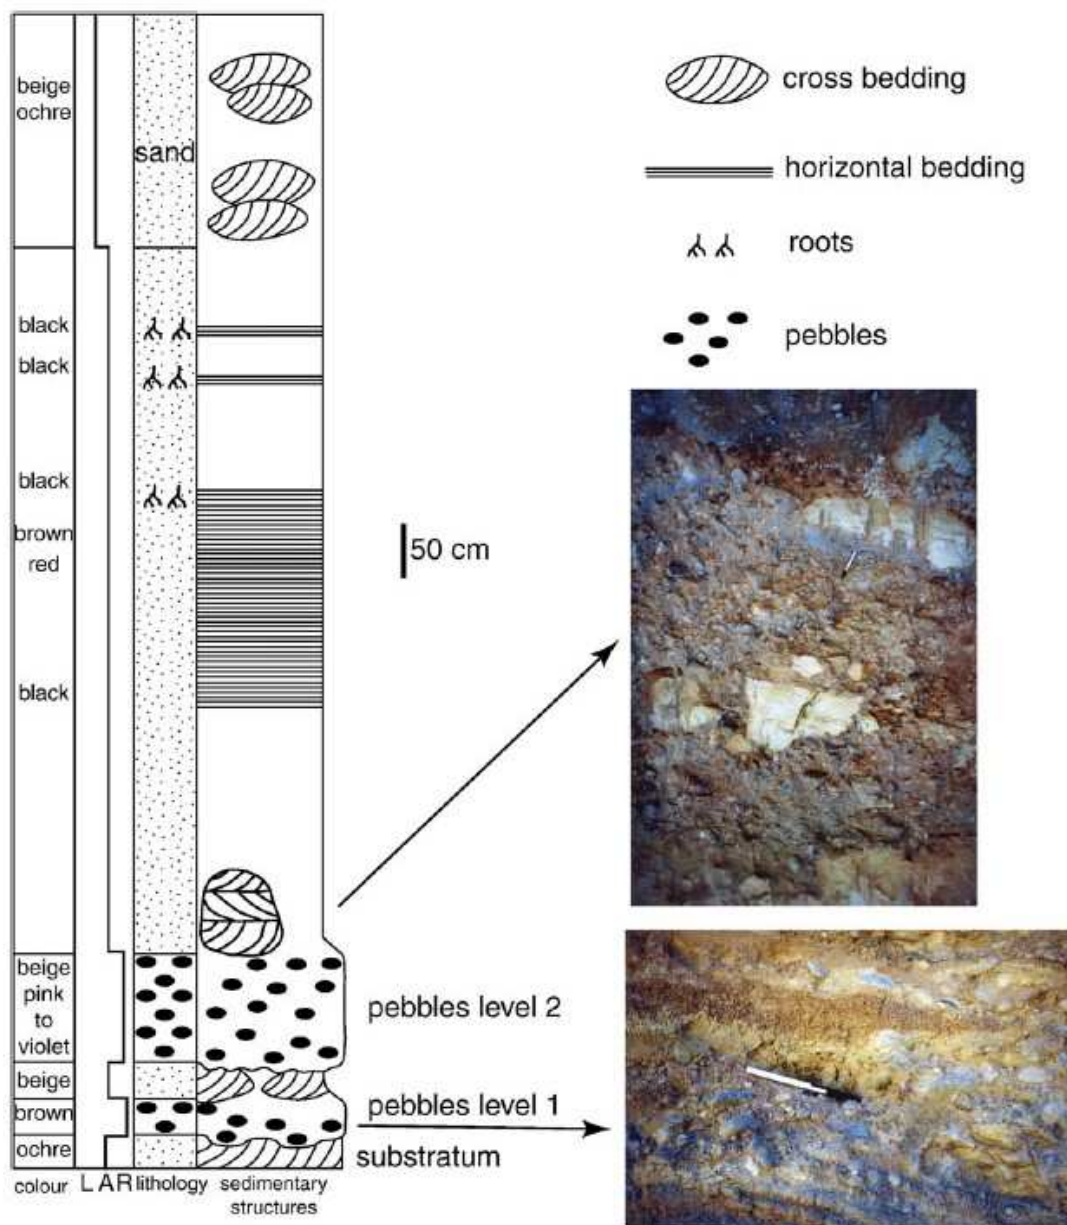 beige
ochre
sand
black
black
black
brown
red
black
beige
pink
to
violet
beige
brown
ochre
colour
L A R
lithology
sedimentary
structures
cross bedding
horizontal bedding
roots
pebbles
50 cm
pebbles level 2
pebbles level 1
substratum